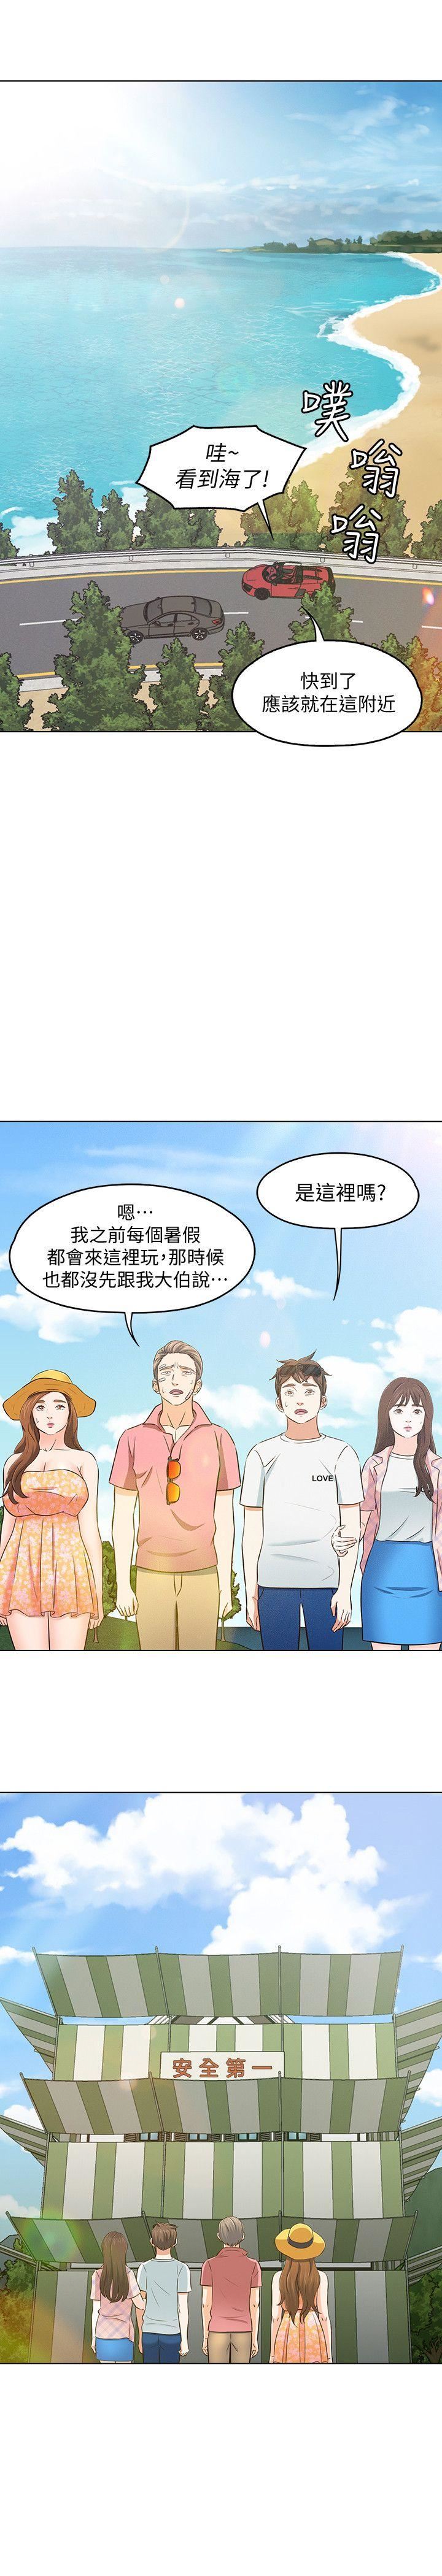 哇~
看到海了!
噗
嗡
嗡
快到了
應該就在這附近
是這裡嗎?
嗯⋯
我之前每個暑假
都會來這裡玩,那時候
也都沒先跟我大伯說⋯
LOVE
安全第一